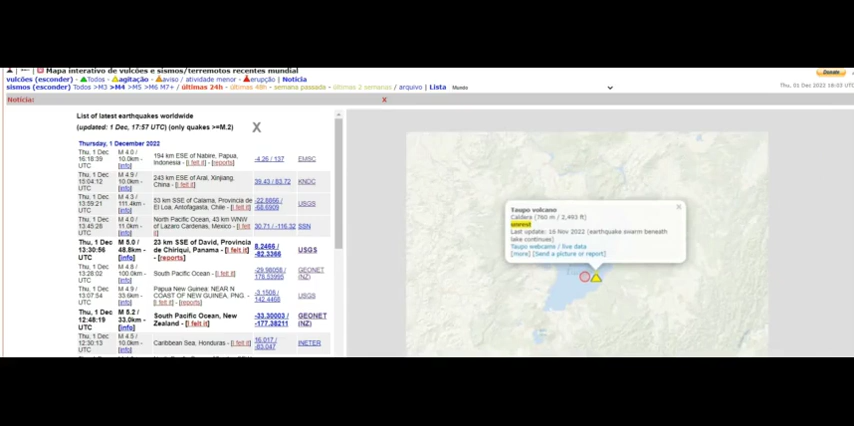 Mapa interativo de vulcões e sismos/terremotos recentes mundial
vulcões (esconder) - Todos - agitação - aviso / atividade menor - erupção | Notícia
sismos (esconder) Todos >M3 >M4 >M5 >M6 M7+ / últimas 24h - últimas 48h - semana passada - últimas 2 semanas / arquivo | Lista Mundo
Donate
Thu, 01 Dec 2022 18:03 UTC
Notícia: X
List of latest earthquakes worldwide
(updated: 1 Dec, 17:57 UTC) (only quakes >=M.2) X
Thursday, 1 December 2022
Thu, 1 Dec 16:18:39 UTC M 4.0 / 10.0km - [info] 194 km ESE of Nabire, Papua, Indonesia - [I felt it] - [reports] -4.26 / 137 EMSC
Thu, 1 Dec 15:04:12 UTC M 4.9 / 10.0km - [info] 243 km ESE of Aral, Xinjiang, China - [I felt it] 39.43 / 83.72 KNDC
Thu, 1 Dec 13:59:21 UTC M 4.3 / 111.4km - [info] 53 km SSE of Calama, Provincia de El Loa, Antofagasta, Chile - [I felt it] -22.8866 / -68.6909 USGS
Thu, 1 Dec 13:45:28 UTC M 4.0 / 11.0km - [info] North Pacific Ocean, 43 km WNW of Lazaro Cardenas, Mexico - [I felt it] 30.71 / -116.32 SSN
Thu, 1 Dec 13:30:56 UTC M 5.0 / 48.8km - [info] 23 km SSE of David, Provincia de Chiriquí, Panama - [I felt it] - [reports] 8.2466 / -82.3366 USGS
Thu, 1 Dec 13:28:02 UTC M 4.8 / 100.0km - [info] South Pacific Ocean - [I felt it] -29.98058 / 178.53995 GEONET (NZ)
Thu, 1 Dec 13:07:54 UTC M 4.9 / 33.6km - [info] Papua New Guinea: NEAR N COAST OF NEW GUINEA, PNG. - [I felt it] - [reports] -3.1506 / 142.4468 USGS
Thu, 1 Dec 12:48:19 UTC M 5.2 / 33.0km - [info] South Pacific Ocean, New Zealand - [I felt it] -33.30003 / -177.38211 GEONET (NZ)
Thu, 1 Dec 12:30:13 UTC 10.0km - [info] Caribbean Sea, Honduras - [I felt it] 16.017 / -83.047 INETER
Taupo volcano
Caldera (760 m / 2,493 ft)
unrest
Last update: 16 Nov 2022 (earthquake swarm beneath
lake continues)
Taupo webcams / live data
[more] [Send a picture or report]